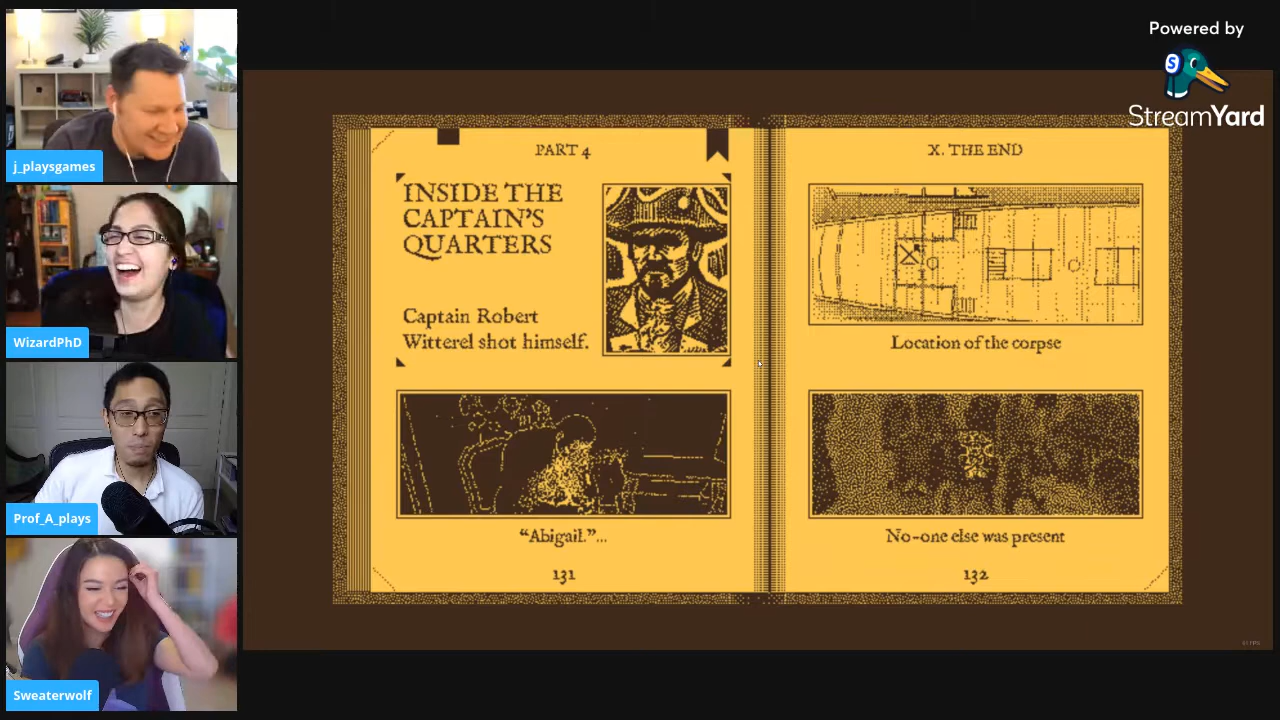 Powered by
S
StreamYard
j_playsgames
WizardPhD
Prof_A_plays
Sweaterwolf
PART 4
INSIDE THE
CAPTAIN'S
QUARTERS
Captain Robert
Witterel shot himself.
“Abigail.”...
131
X. THE END
Location of the corpse
No-one else was present
132